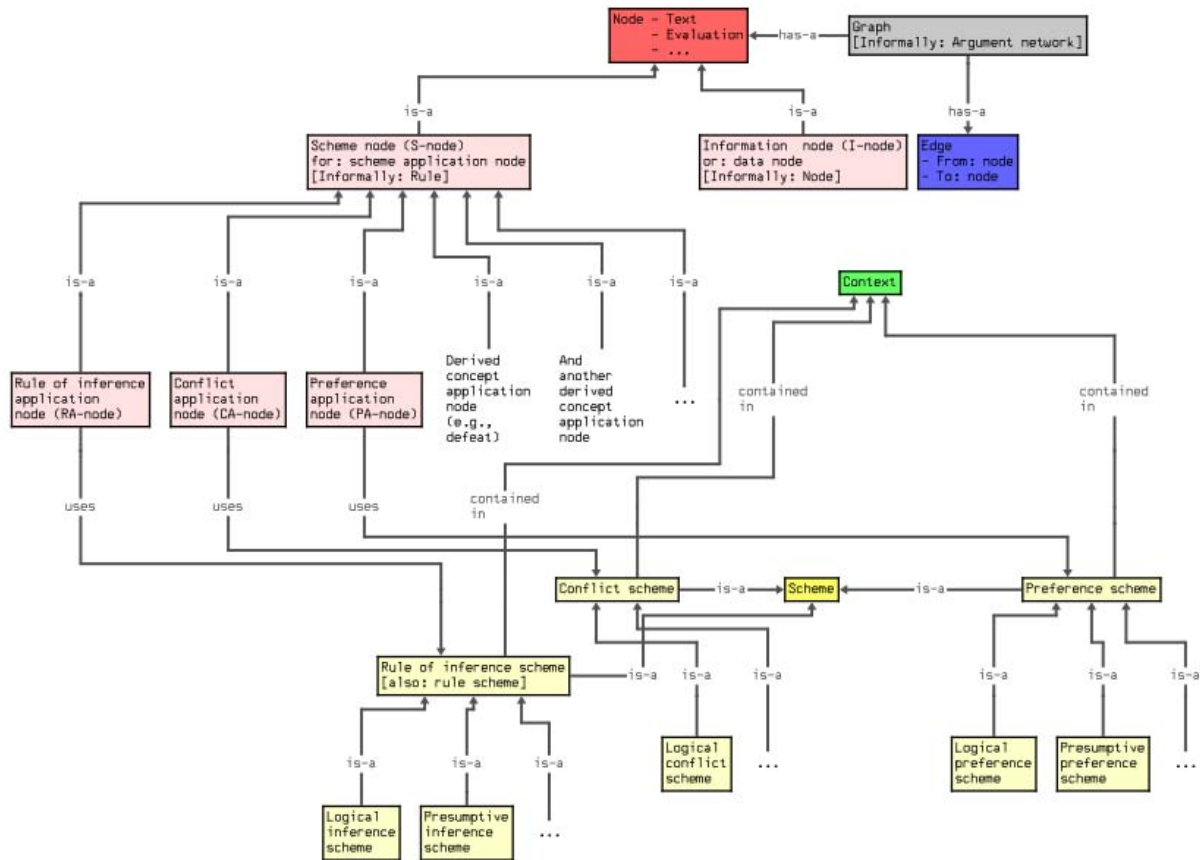 Node - Text
- Evaluation
- ...
has-a
Graph
[Informally: Argument network]
is-a
is-a
has-a
Scheme node (S-node)
for: scheme application node
[Informally: Rule]
Information node (I-node)
or: data node
[Informally: Node]
Edge
- From: node
- To: node
is-a
is-a
is-a
is-a
is-a
is-a
Context
Rule of inference
application
node (RA-node)
Conflict
application
node (CA-node)
Preference
application
node (PA-node)
Derived
concept
application
node
(e.g.,
defeat)
And
another
derived
concept
application
node
...
contained
in
contained
in
uses
uses
uses
contained
in
Conflict scheme
is-a
Scheme
is-a
Preference scheme
Rule of inference scheme
[also: rule scheme]
is-a
is-a
is-a
is-a
is-a
is-a
Logical
conflict
scheme
...
Logical
preference
scheme
Presumptive
preference
scheme
...
is-a
is-a
is-a
Logical
inference
scheme
Presumptive
inference
scheme
...